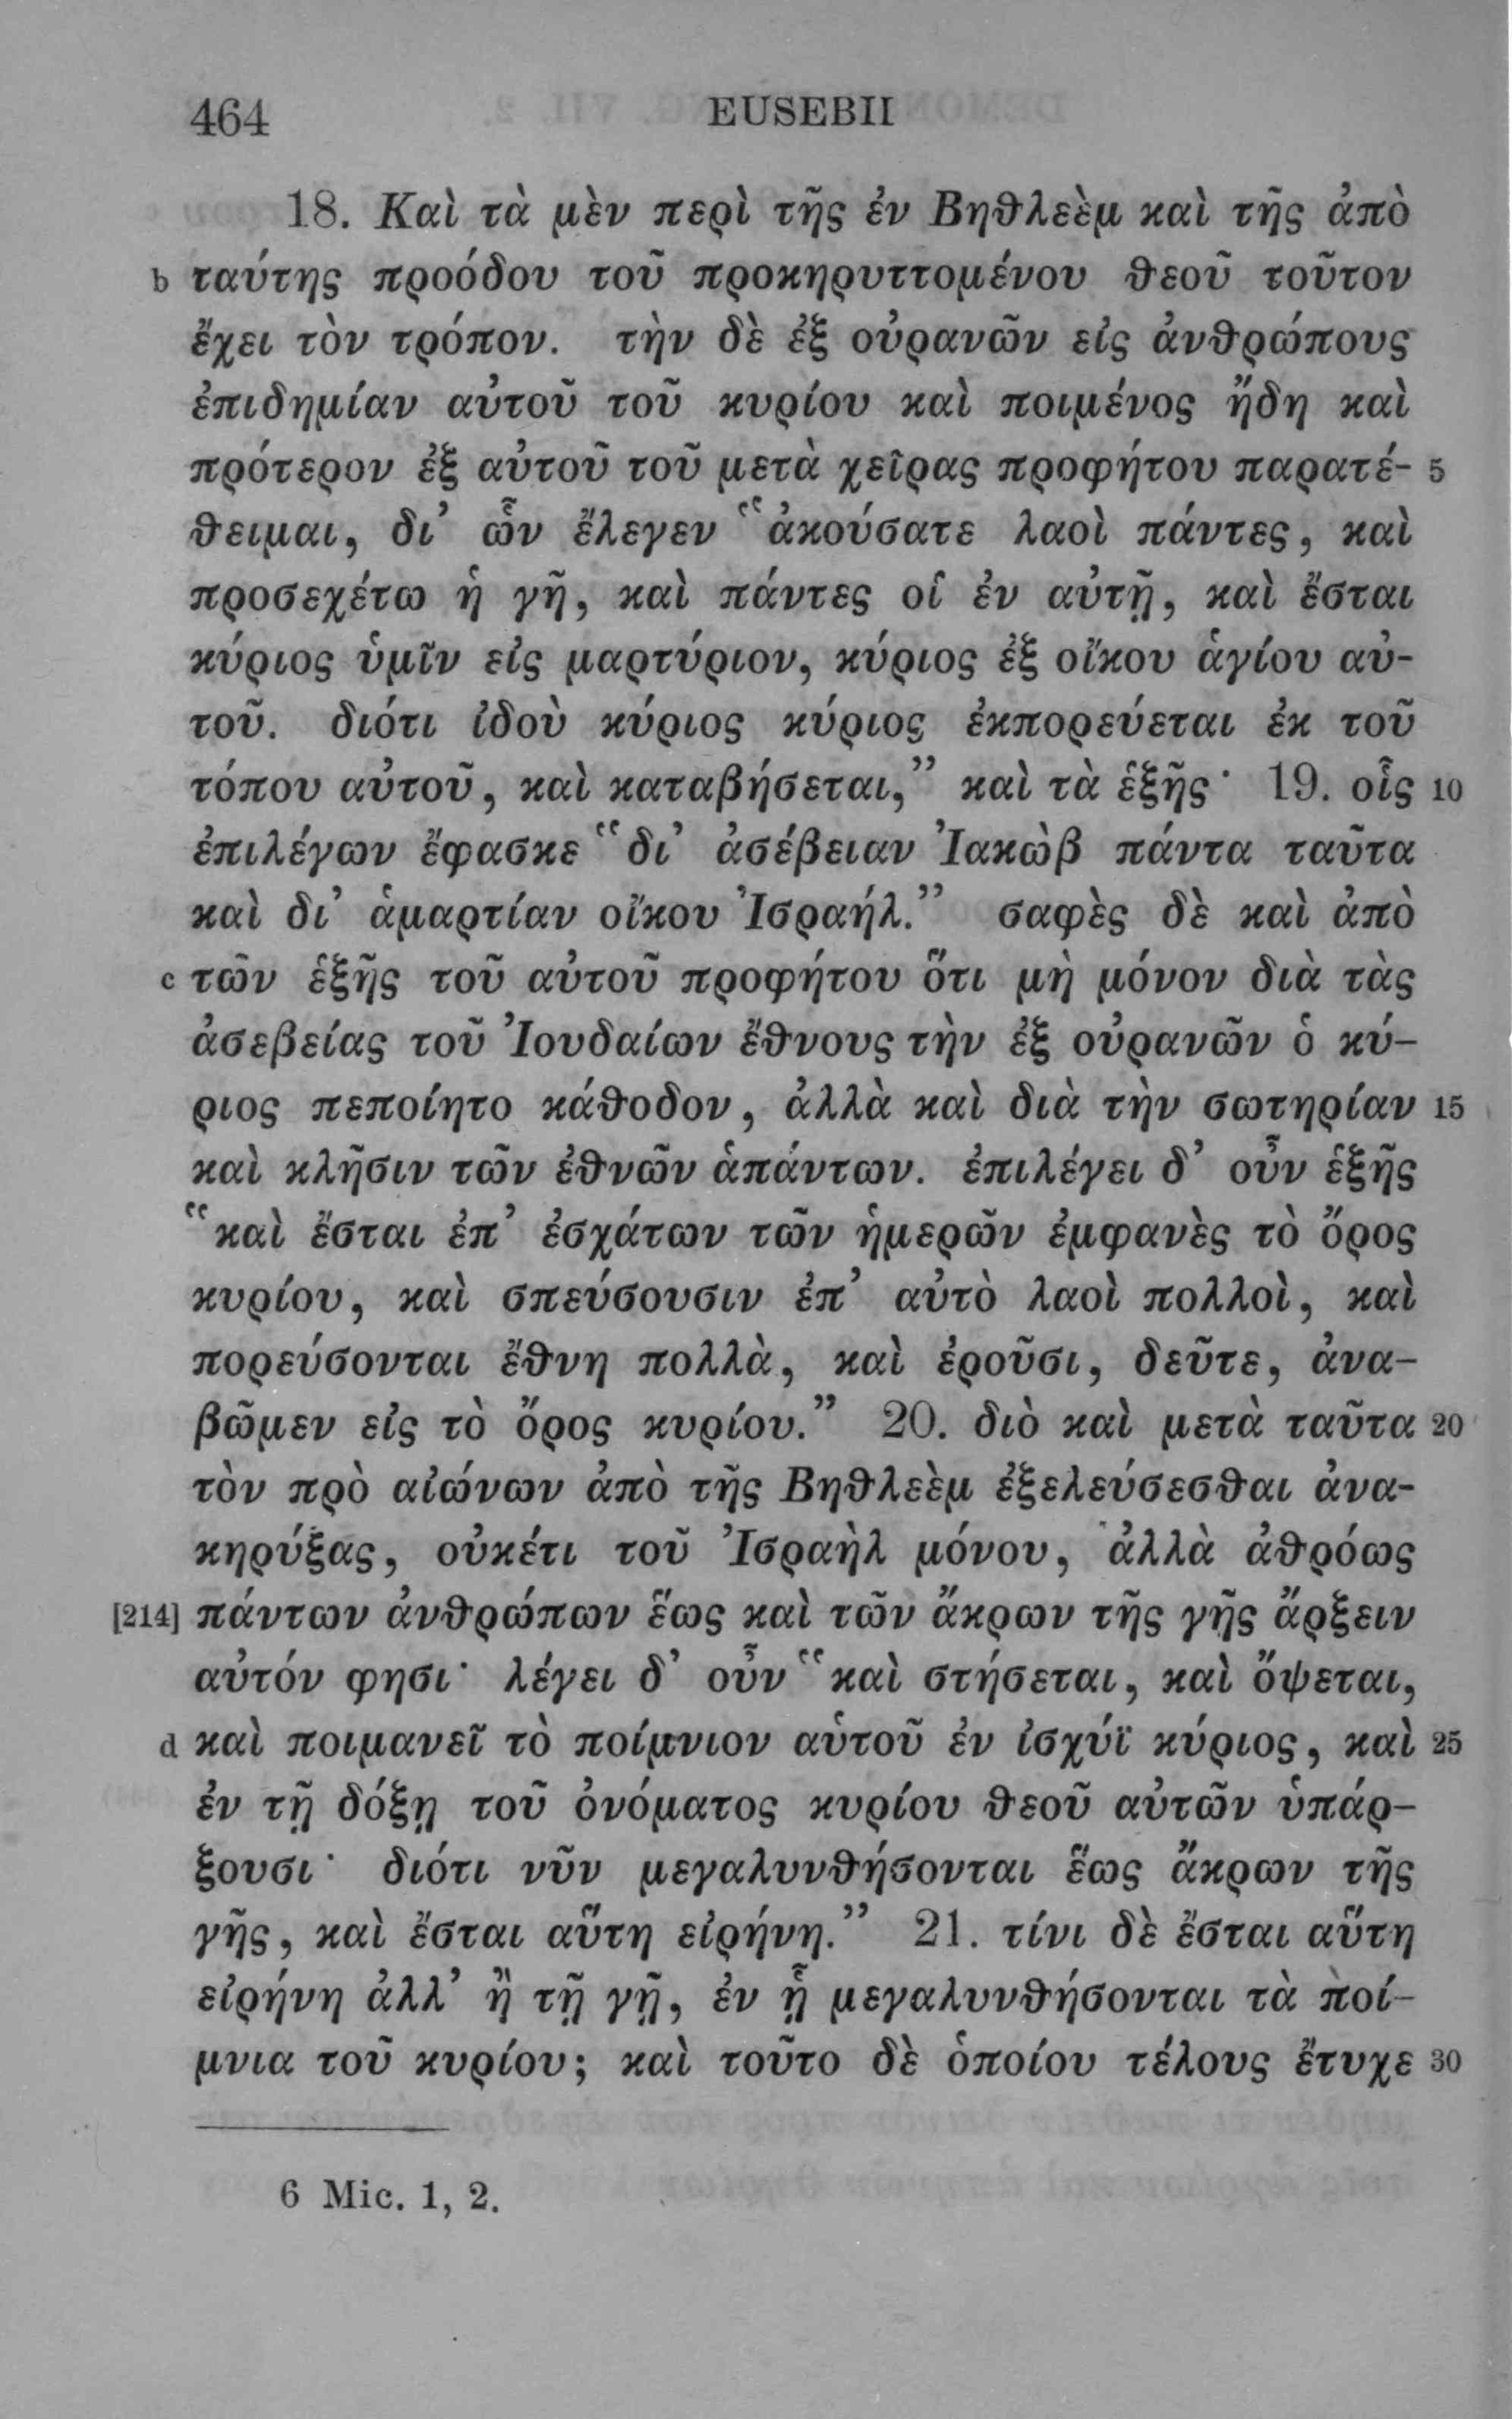 464 EUSEBII
18. Καὶ τὰ μὲν περὶ τῆς ἐν Βηθλεὲμ καὶ τῆς ἀπὸ
b ταύτης προόδου τοῦ προκηρυττομένου θεοῦ τοῦτον
ἔχει τὸν τρόπον. τὴν δὲ ἐξ οὐρανῶν εἰς ἀνθρώπους
ἐπιδημίαν αὐτοῦ τοῦ κυρίου καὶ ποιμένος ἤδη καὶ
πρότερον ἐξ αὐτοῦ τοῦ μετὰ χεῖρας προφήτου παρατέ- 5
θειμαι, δι’ ὧν ἔλεγεν “ἀκούσατε λαοὶ πάντες, καὶ
προσεχέτω ἡ γῆ, καὶ πάντες οἱ ἐν αὐτῇ, καὶ ἔσται
κύριος ὑμῖν εἰς μαρτύριον, κύριος ἐξ οἴκου ἁγίου αὐ-
τοῦ. διότι ἰδοὺ κύριος κύριος ἐκπορεύεται ἐκ τοῦ
τόπου αὐτοῦ, καὶ καταβήσεται,” καὶ τὰ ἑξῆς· 19. οἷς 10
ἐπιλέγων ἔφασκε “δι’ ἀσέβειαν Ἰακὼβ πάντα ταῦτα
καὶ δι’ ἁμαρτίαν οἴκου Ἰσραήλ.” σαφὲς δὲ καὶ ἀπὸ
c τῶν ἑξῆς τοῦ αὐτοῦ προφήτου ὅτι μὴ μόνον διὰ τὰς
ἀσεβείας τοῦ Ἰουδαίων ἔθνους τὴν ἐξ οὐρανῶν ὁ κύ-
ριος πεποίητο κάθοδον, ἀλλὰ καὶ διὰ τὴν σωτηρίαν 15
καὶ κλῆσιν τῶν ἐθνῶν ἁπάντων. ἐπιλέγει δ’ οὖν ἑξῆς
“καὶ ἔσται ἐπ’ ἐσχάτων τῶν ἡμερῶν ἐμφανὲς τὸ ὄρος
κυρίου, καὶ σπεύσουσιν ἐπ’ αὐτὸ λαοὶ πολλοὶ, καὶ
πορεύσονται ἔθνη πολλὰ, καὶ ἐροῦσι, δεῦτε, ἀνα-
βῶμεν εἰς τὸ ὄρος κυρίου.” 20. διὸ καὶ μετὰ ταῦτα 20
τὸν πρὸ αἰώνων ἀπὸ τῆς Βηθλεὲμ ἐξελεύσεσθαι ἀνα-
κηρύξας, οὐκέτι τοῦ Ἰσραὴλ μόνου, ἀλλὰ ἀθρόως
[214] πάντων ἀνθρώπων ἕως καὶ τῶν ἄκρων τῆς γῆς ἄρξειν
αὐτόν φησι· λέγει δ’ οὖν “καὶ στήσεται, καὶ ὄψεται,
d καὶ ποιμανεῖ τὸ ποίμνιον αὑτοῦ ἐν ἰσχύϊ κύριος, καὶ 25
ἐν τῇ δόξῃ τοῦ ὀνόματος κυρίου θεοῦ αὐτῶν ὑπάρ-
ξουσι· διότι νῦν μεγαλυνθήσονται ἕως ἄκρων τῆς
γῆς, καὶ ἔσται αὕτη εἰρήνη.” 21. τίνι δὲ ἔσται αὕτη
εἰρήνη ἀλλ’ ἢ τῇ γῇ, ἐν ᾗ μεγαλυνθήσονται τὰ ποί-
μνια τοῦ κυρίου; καὶ τοῦτο δὲ ὁποίου τέλους ἔτυχε 30
6 Mic. 1, 2.